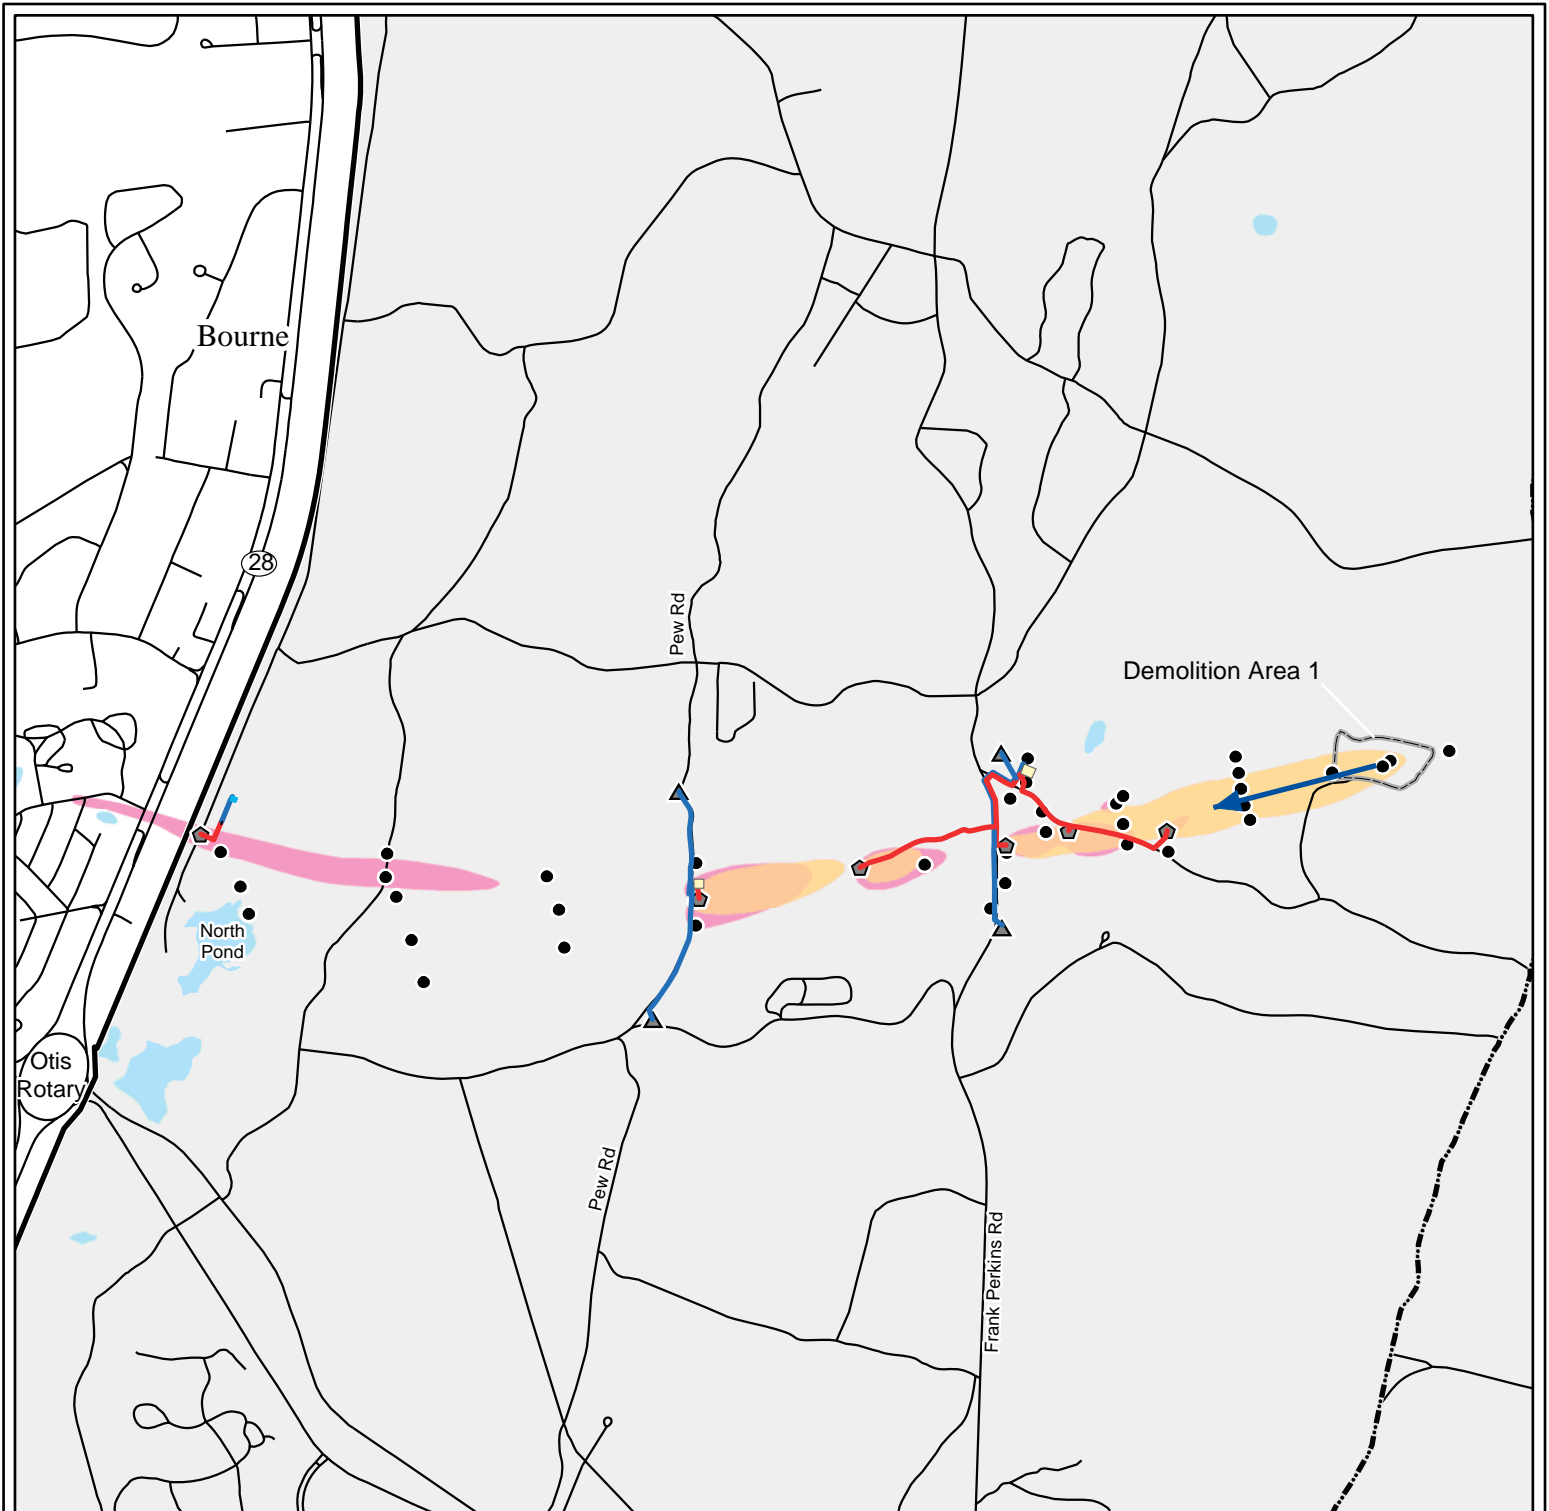 Bourne
28
Pew Rd
Demolition Area 1
North
Pond
Otis
Rotary
Pew Rd
Frank Perkins Rd